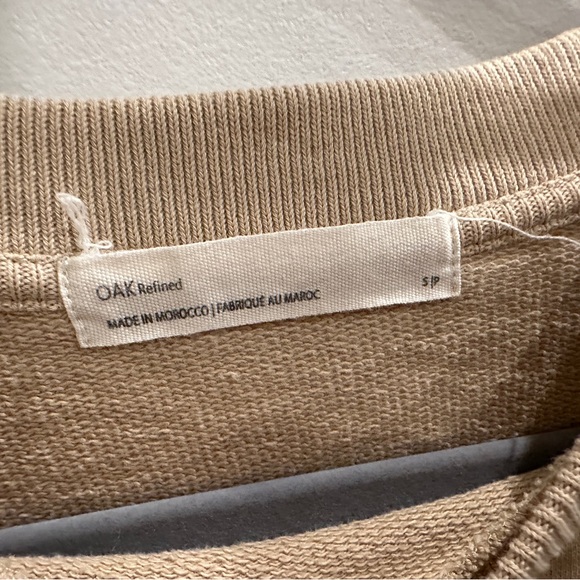 OAK Refined S|P
MADE IN MOROCCO | FABRIQUÉ AU MAROC